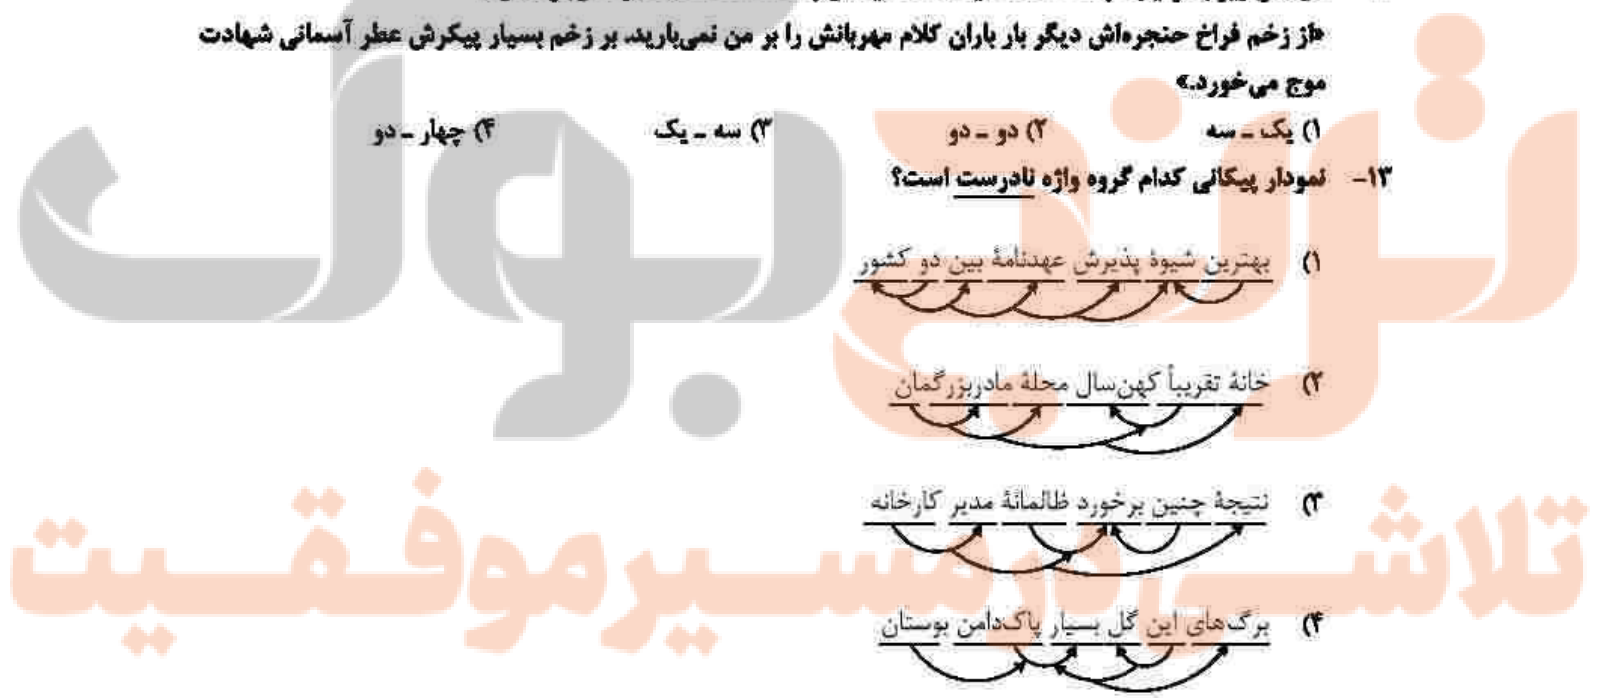 «از زخم فراخ حنجره‌اش دیگر بار باران کلام مهربانش را بر من نمی‌بارید. بر زخم بسیار پیکرش عطر آسمانی شهادت
موج می‌خورد.»
۱) یک ـ سه ۲) دو ـ دو ۳) سه ـ یک ۴) چهار ـ دو
۱۳- نمودار پیکانی کدام گروه واژه نادرست است؟
۱) بهترین شیوهٔ پذیرش عهدنامهٔ بین دو کشور
۲) خانهٔ تقریباً کهن‌سال محلهٔ مادربزرگمان
۳) نتیجهٔ چنین برخورد ظالمانهٔ مدیر کارخانه
۴) برگ‌های این گل بسیار پاک‌دامن بوستان
ترند بوک
تلاشی در مسیر موفقیت